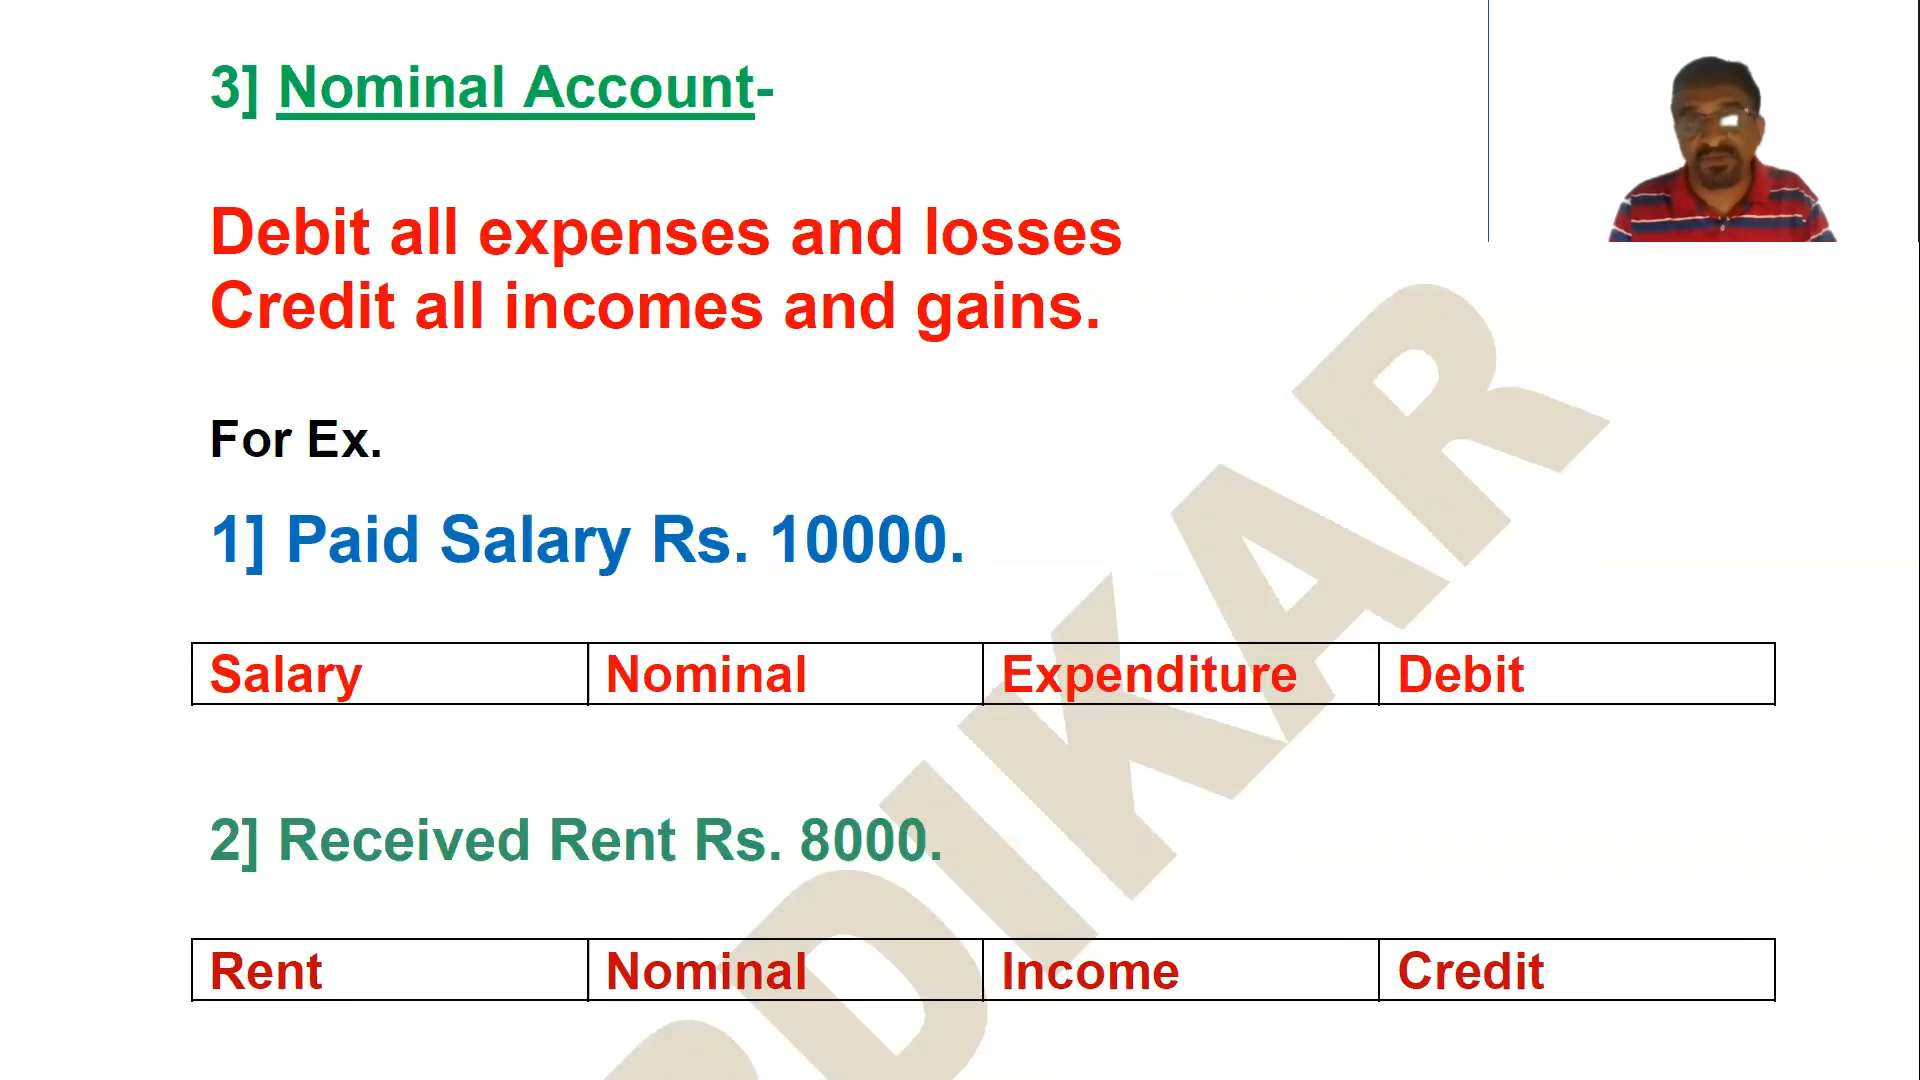 3] Nominal Account-
Debit all expenses and losses
Credit all incomes and gains.
For Ex.
1] Paid Salary Rs. 10000.
Salary Nominal Expenditure Debit
2] Received Rent Rs. 8000.
Rent Nominal Income Credit
DIKAR